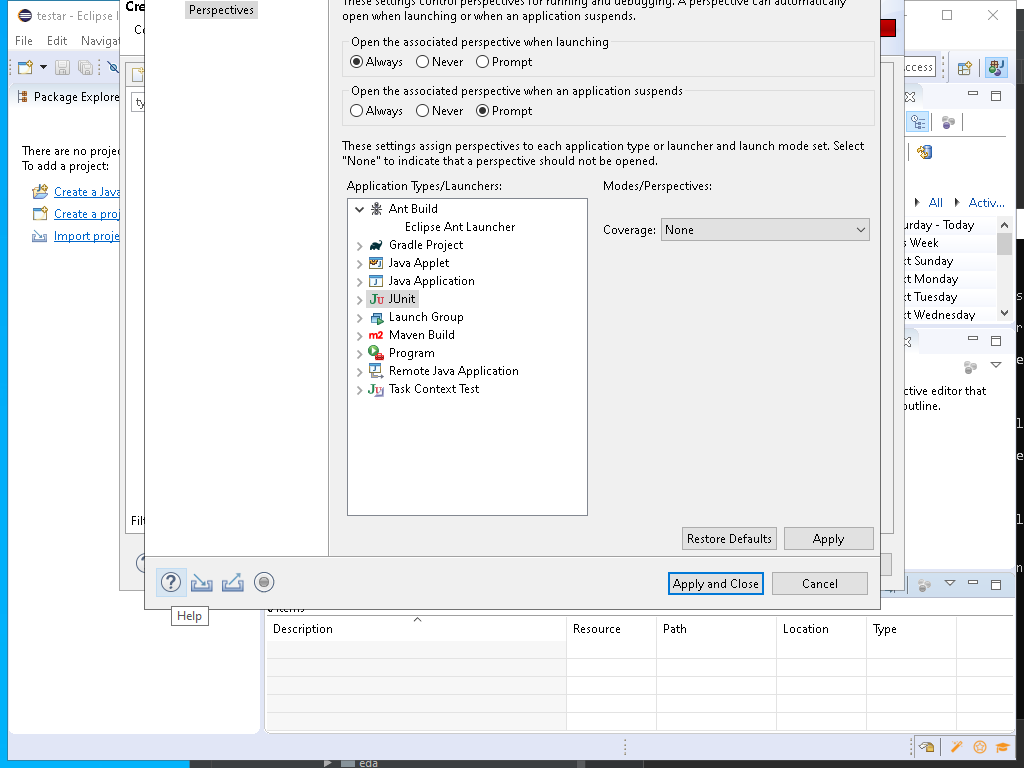 testar - Eclipse I
Cre
Perspectives
These settings control perspectives for running and debugging. A perspective can automatically
open when launching or when an application suspends.
File Edit Navigat
Open the associated perspective when launching
Always Never Prompt
ccess
Open the associated perspective when an application suspends
Always Never Prompt
Package Explore
ty
These settings assign perspectives to each application type or launcher and launch mode set. Select
"None" to indicate that a perspective should not be opened.
There are no projec
To add a project:
Create a Java
Create a proj
Import proje
Application Types/Launchers:
Modes/Perspectives:
Ant Build
Eclipse Ant Launcher
Gradle Project
Java Applet
Java Application
JUnit
Launch Group
Maven Build
Program
Remote Java Application
Task Context Test
Coverage: None
All Activ...
urday - Today
s Week
xt Sunday
xt Monday
xt Tuesday
xt Wednesday
ctive editor that
outline.
Filt
Restore Defaults Apply
Apply and Close Cancel
Help
Description Resource Path Location Type
eda